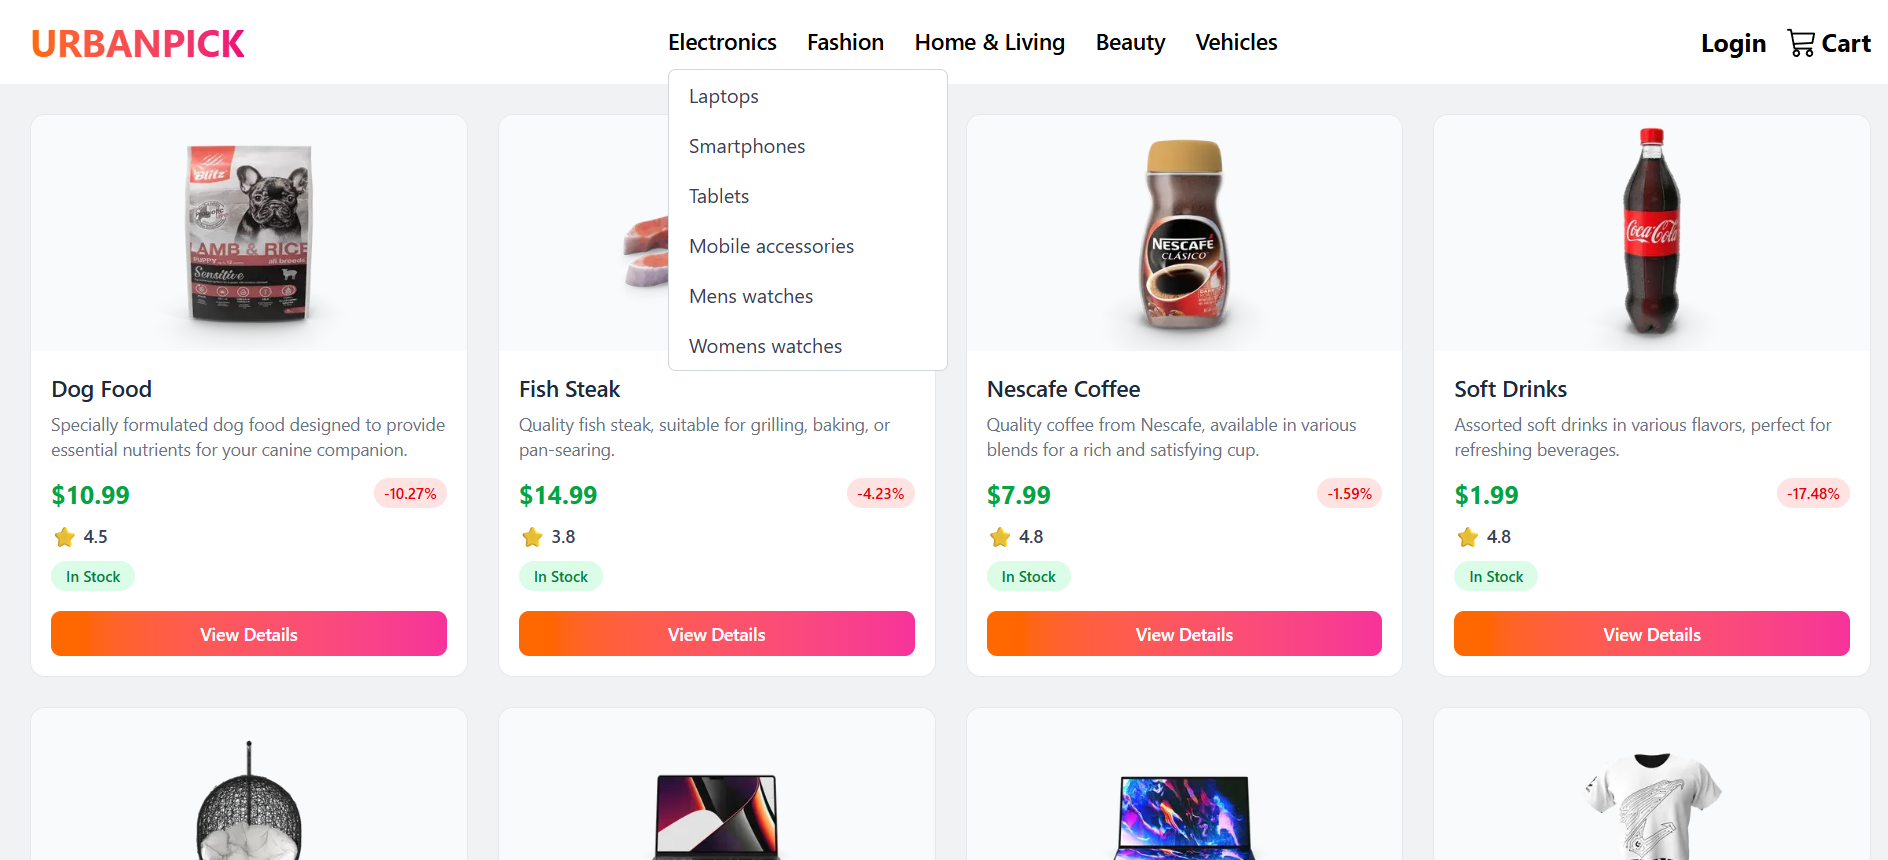 URBANPICK
Electronics Fashion Home & Living Beauty Vehicles
Login Cart
Laptops
Smartphones
Tablets
Mobile accessories
Mens watches
Womens watches
Blitz
LAMB & RICE
PUPPY
all breeds
Sensitive
NESCAFÉ
CLÁSICO
Coca-Cola
Dog Food
Specially formulated dog food designed to provide
essential nutrients for your canine companion.
$10.99
-10.27%
4.5
In Stock
View Details
Fish Steak
Quality fish steak, suitable for grilling, baking, or
pan-searing.
$14.99
-4.23%
3.8
In Stock
View Details
Nescafe Coffee
Quality coffee from Nescafe, available in various
blends for a rich and satisfying cup.
$7.99
-1.59%
4.8
In Stock
View Details
Soft Drinks
Assorted soft drinks in various flavors, perfect for
refreshing beverages.
$1.99
-17.48%
4.8
In Stock
View Details